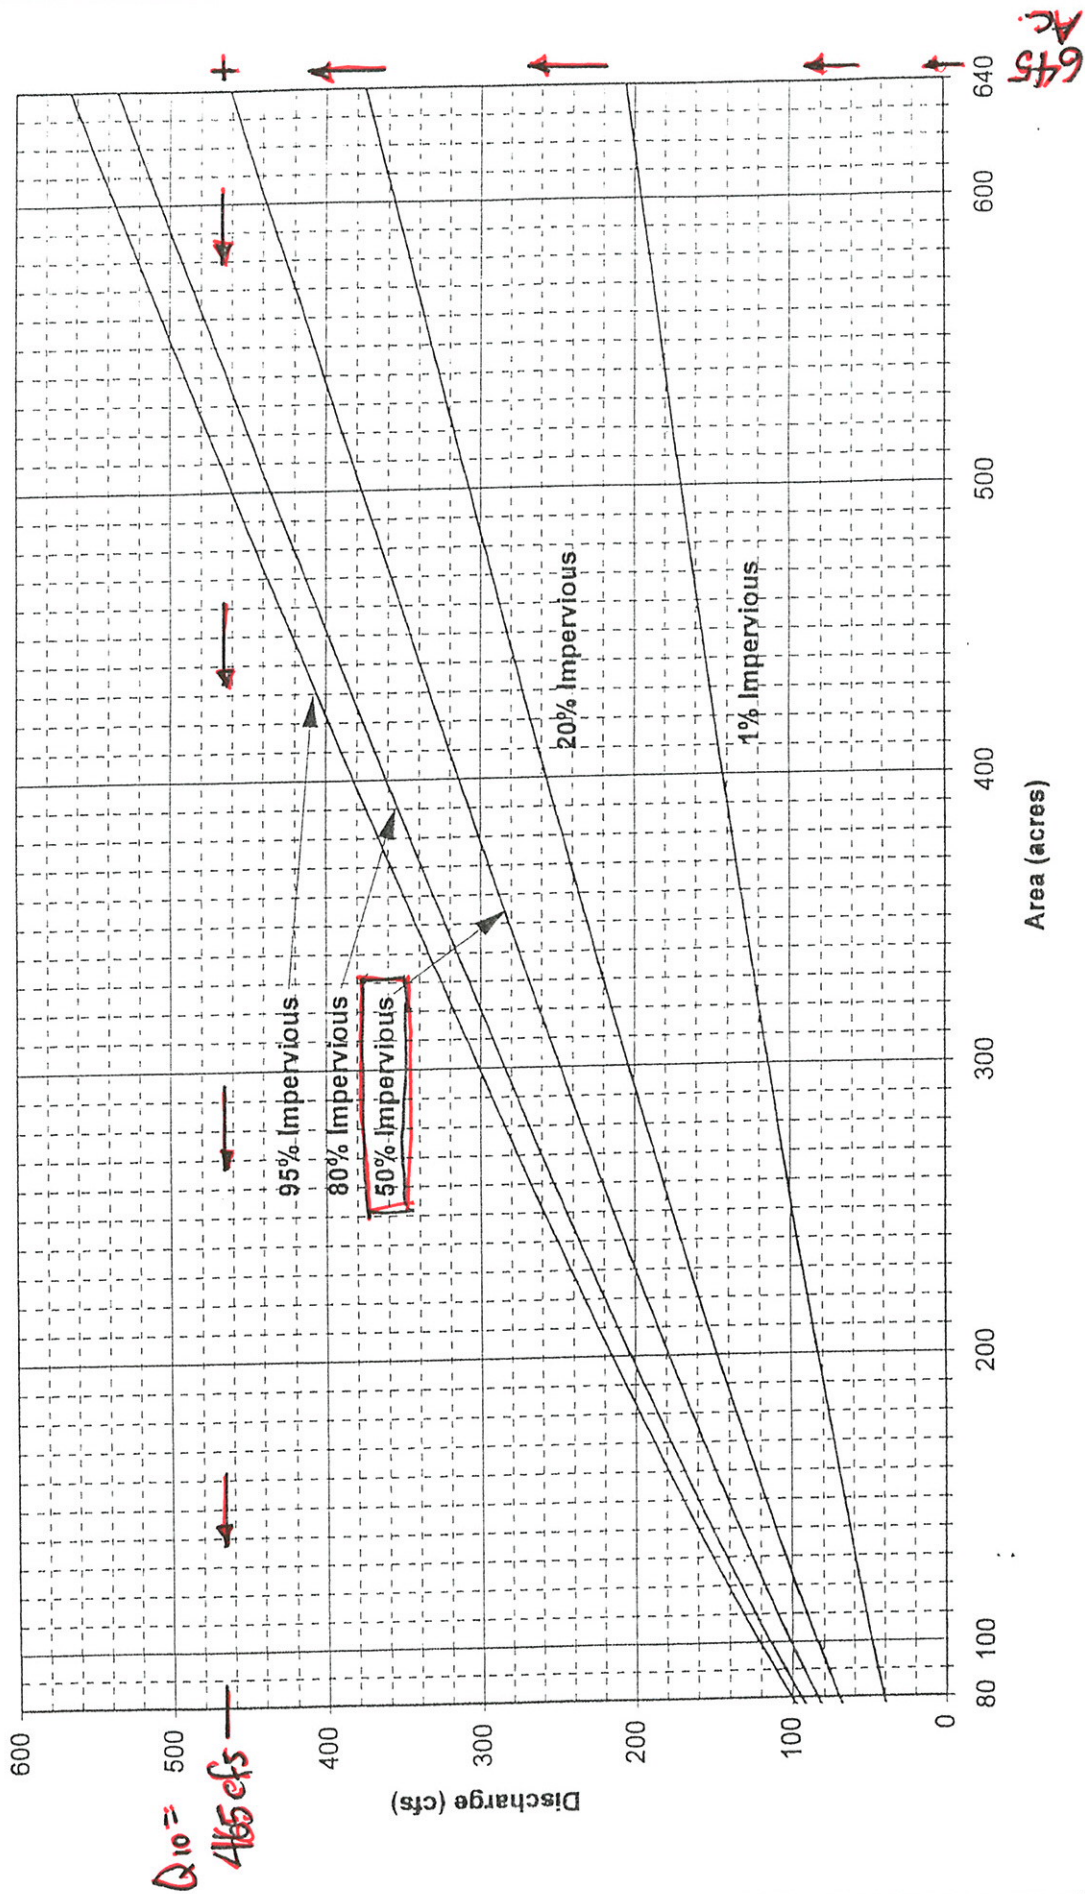 Q10 =
465 cfs
600
500
400
300
200
100
0
Discharge (cfs)
95% Impervious
80% Impervious
50% Impervious
20% Impervious
1% Impervious
80
100
200
300
400
500
600
640
Area (acres)
645
Ac.